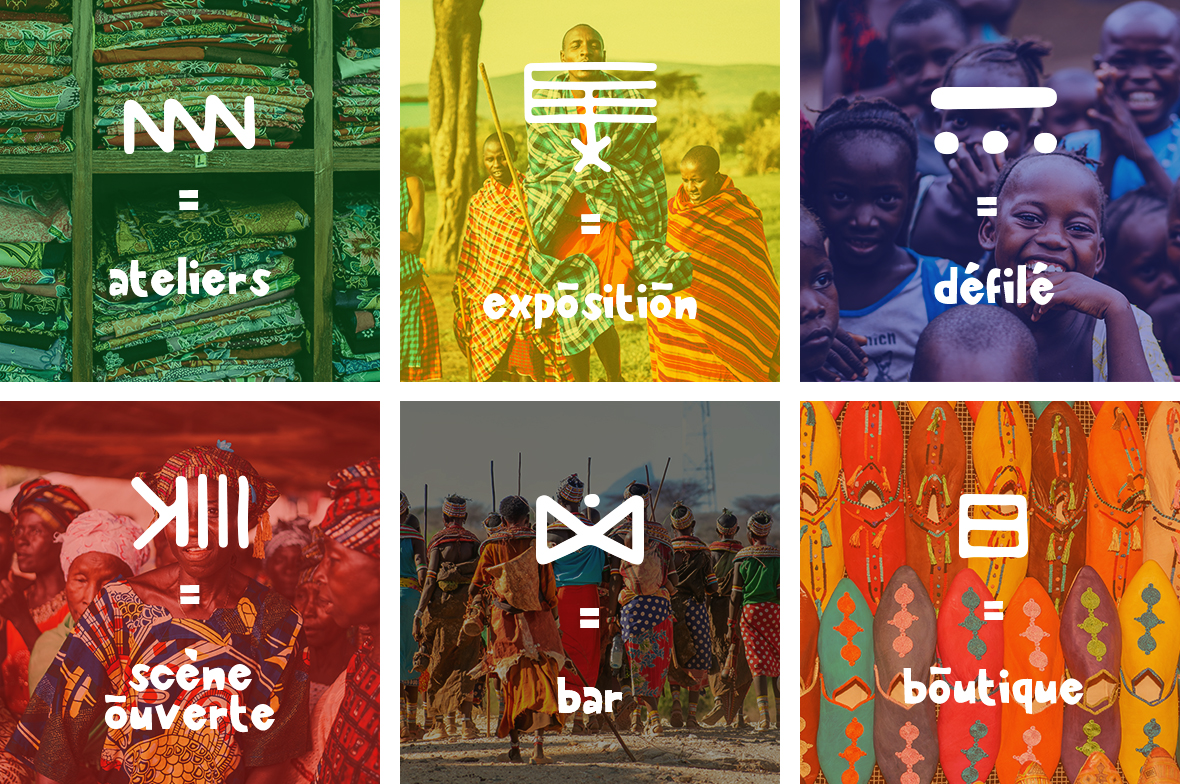 =
ateliers
=
expōsitiōn
=
défilé
=
scène
ōuverte
=
bar
=
bōutique